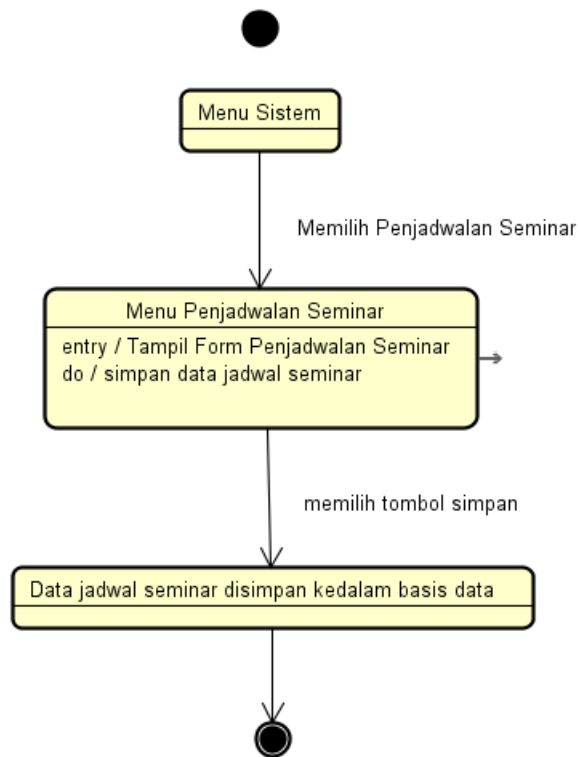 Menu Sistem
Memilih Penjadwalan Seminar
Menu Penjadwalan Seminar
entry / Tampil Form Penjadwalan Seminar
do / simpan data jadwal seminar
memilih tombol simpan
Data jadwal seminar disimpan kedalam basis data